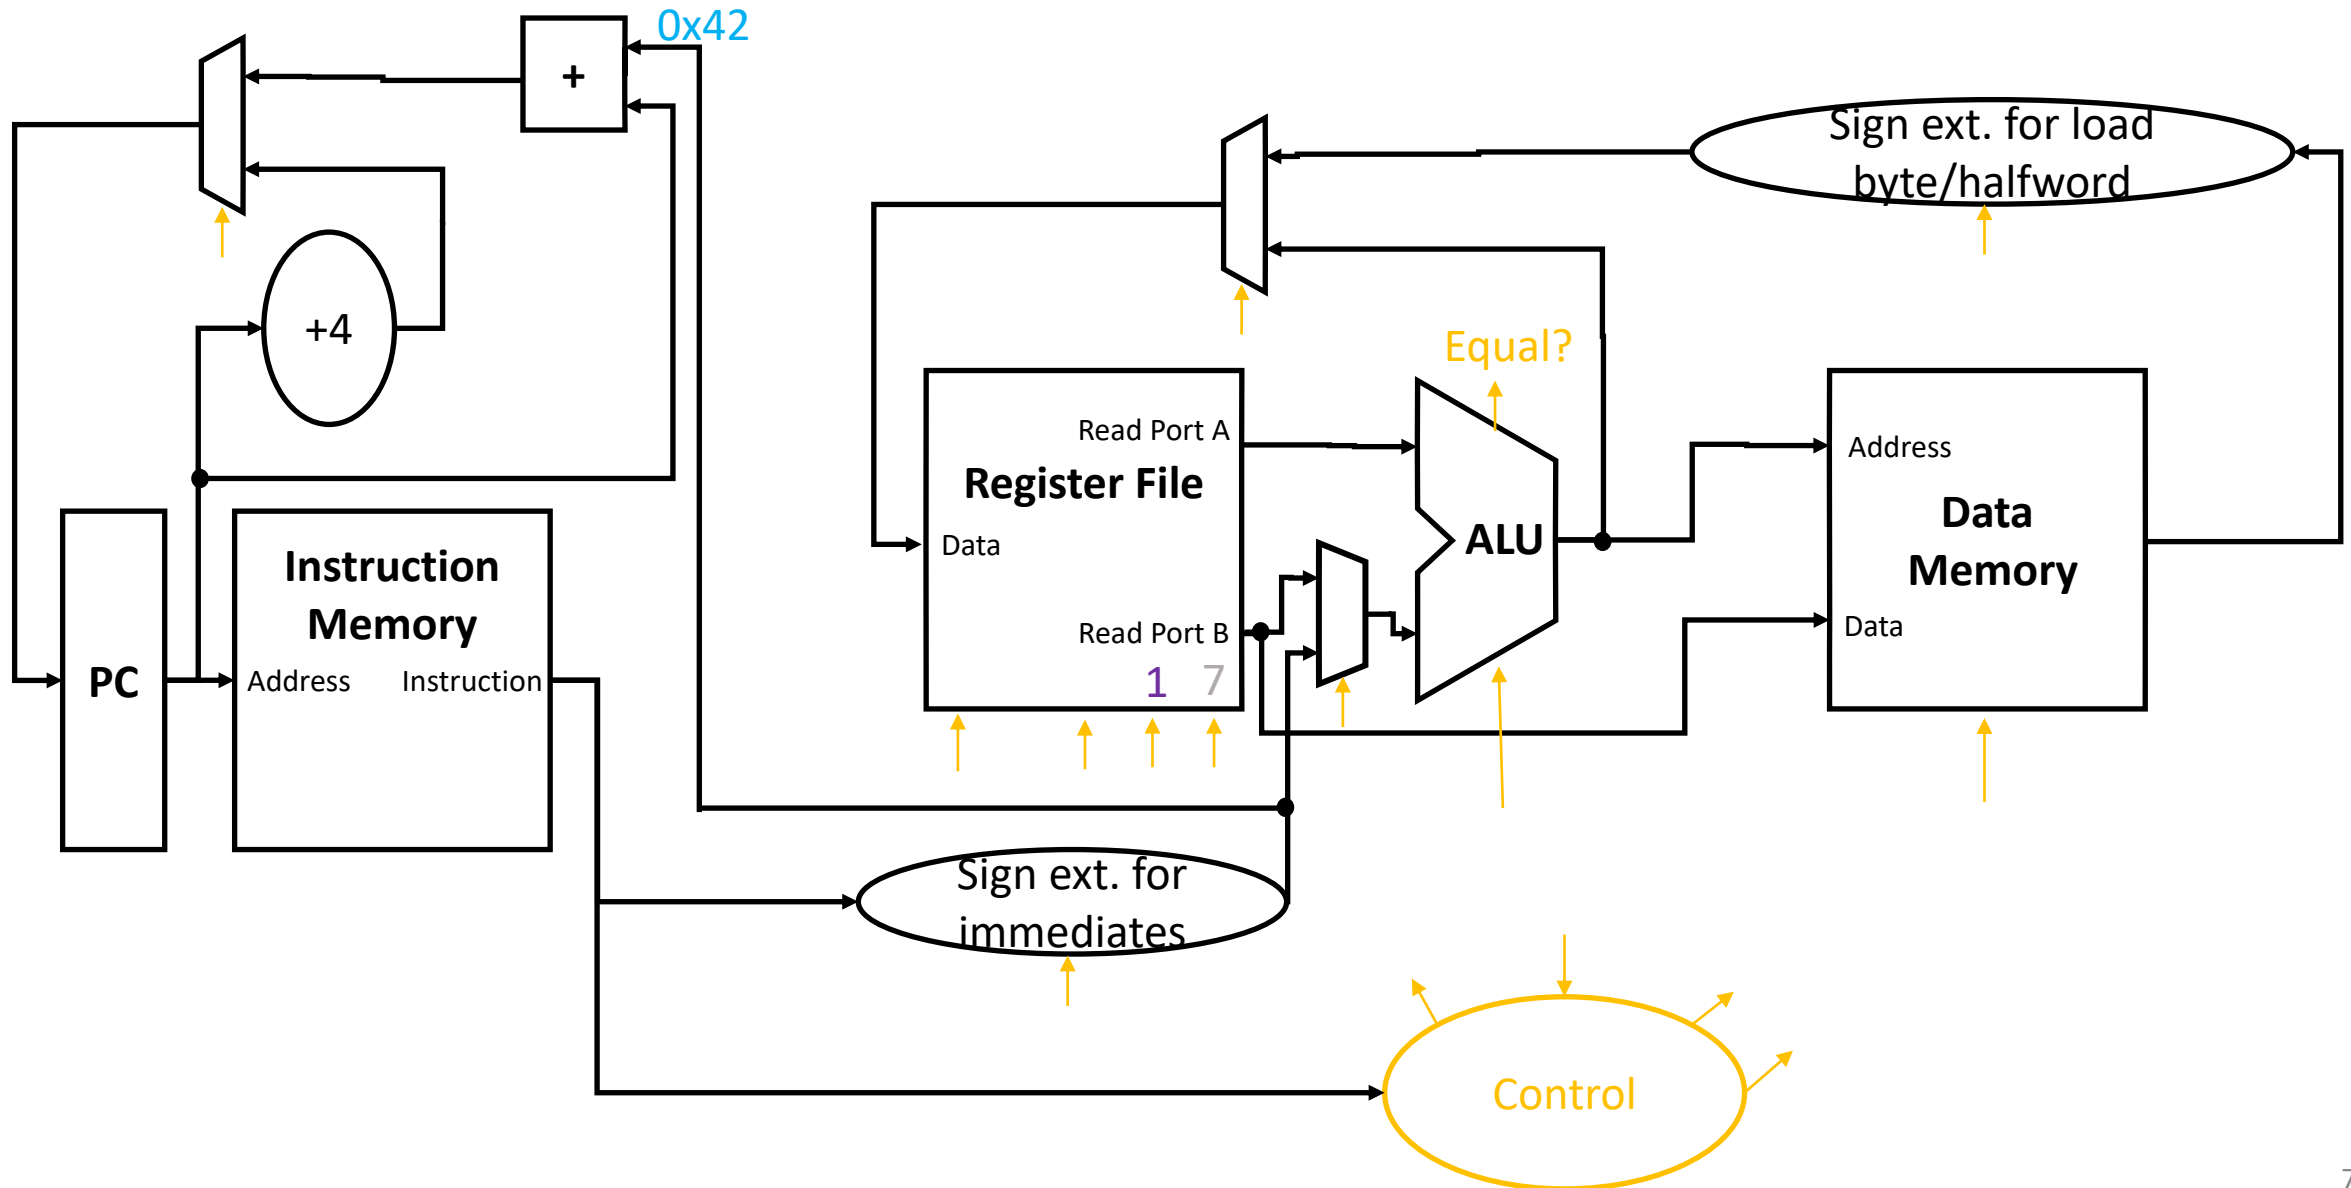 0x42
+
Sign ext. for load
byte/halfword
+4
Equal?
Read Port A
Register File
Address
Data
Memory
Instruction
Memory
Data
ALU
Read Port B
Data
PC
Address
Instruction
1
7
Sign ext. for
immediates
Control
7